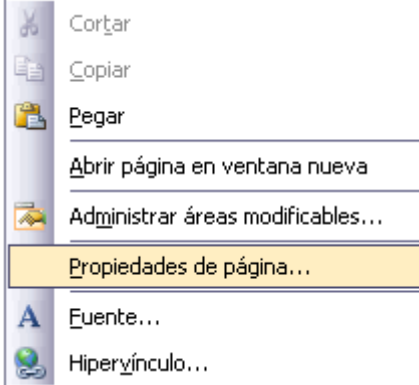 Cortar
Copiar
Pegar
Abrir página en ventana nueva
Administrar áreas modificables...
Propiedades de página...
Fuente...
Hipervínculo...